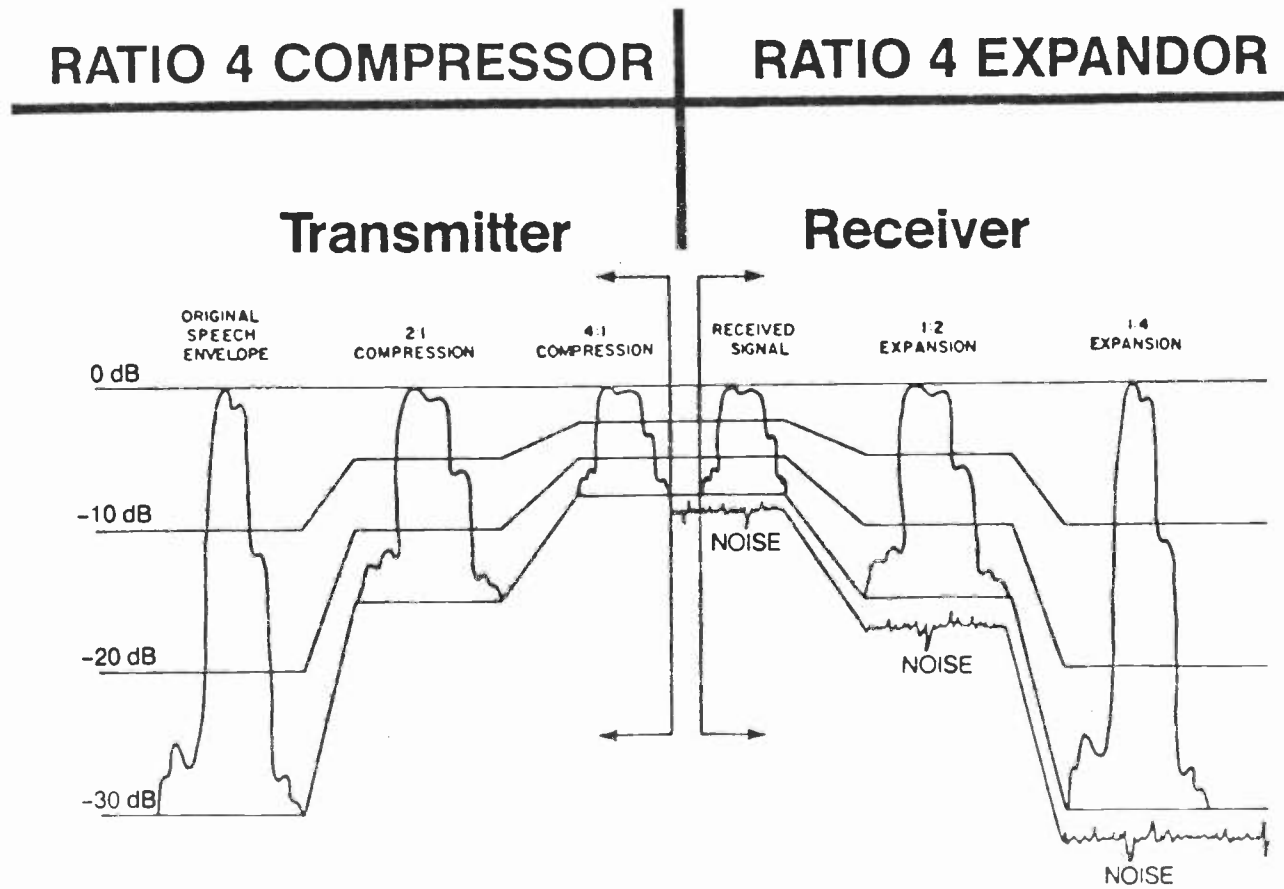 RATIO 4 COMPRESSOR
RATIO 4 EXPANDOR
Transmitter
Receiver
ORIGINAL
SPEECH
ENVELOPE
2:1
COMPRESSION
4:1
COMPRESSION
RECEIVED
SIGNAL
1:2
EXPANSION
1:4
EXPANSION
0 dB
-10 dB
-20 dB
-30 dB
NOISE
NOISE
NOISE